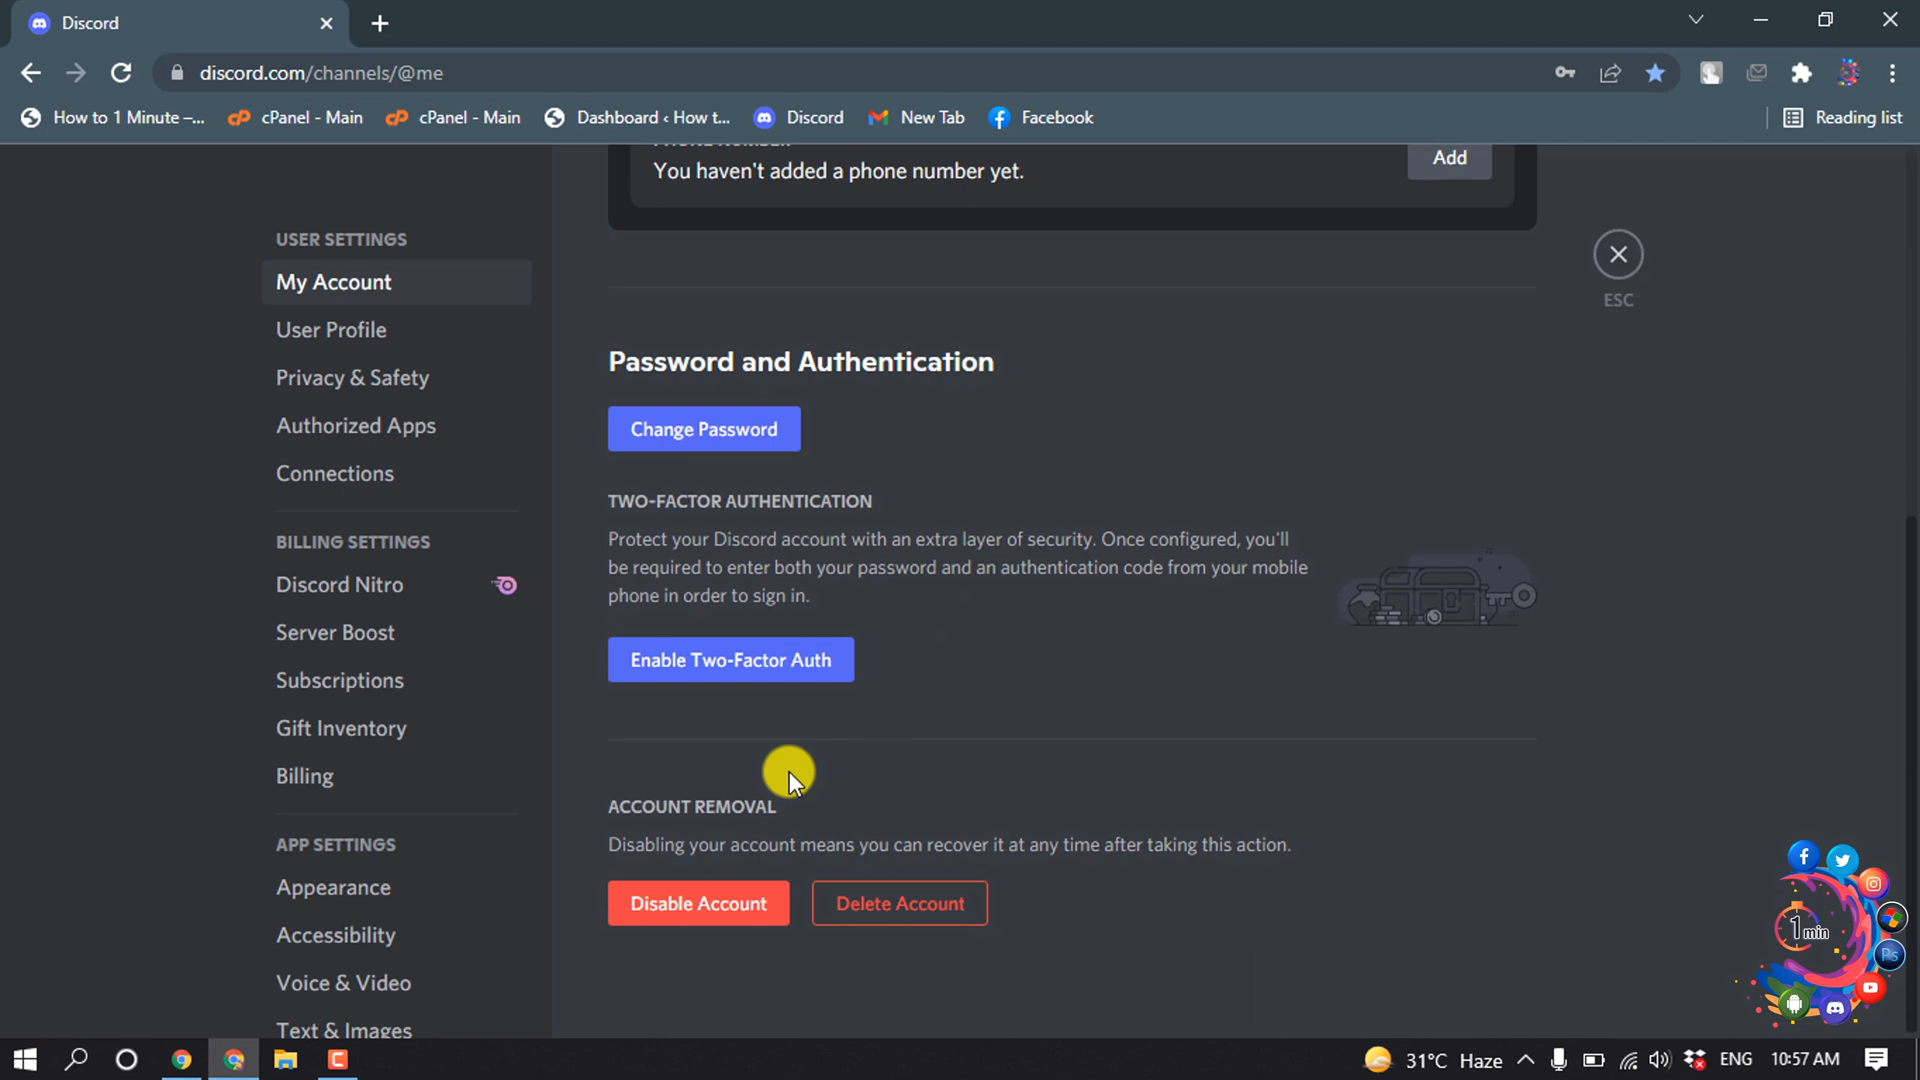 Discord
discord.com/channels/@me
How to 1 Minute –...
cPanel - Main
cPanel - Main
Dashboard ‹ How t...
Discord
New Tab
Facebook
Reading list
You haven't added a phone number yet.
Add
USER SETTINGS
My Account
User Profile
Privacy & Safety
Authorized Apps
Connections
BILLING SETTINGS
Discord Nitro
Server Boost
Subscriptions
Gift Inventory
Billing
APP SETTINGS
Appearance
Accessibility
Voice & Video
Text & Images
ESC
Password and Authentication
Change Password
TWO-FACTOR AUTHENTICATION
Protect your Discord account with an extra layer of security. Once configured, you'll
be required to enter both your password and an authentication code from your mobile
phone in order to sign in.
Enable Two-Factor Auth
ACCOUNT REMOVAL
Disabling your account means you can recover it at any time after taking this action.
Disable Account
Delete Account
1 min
Ps
31°C Haze
ENG
10:57 AM